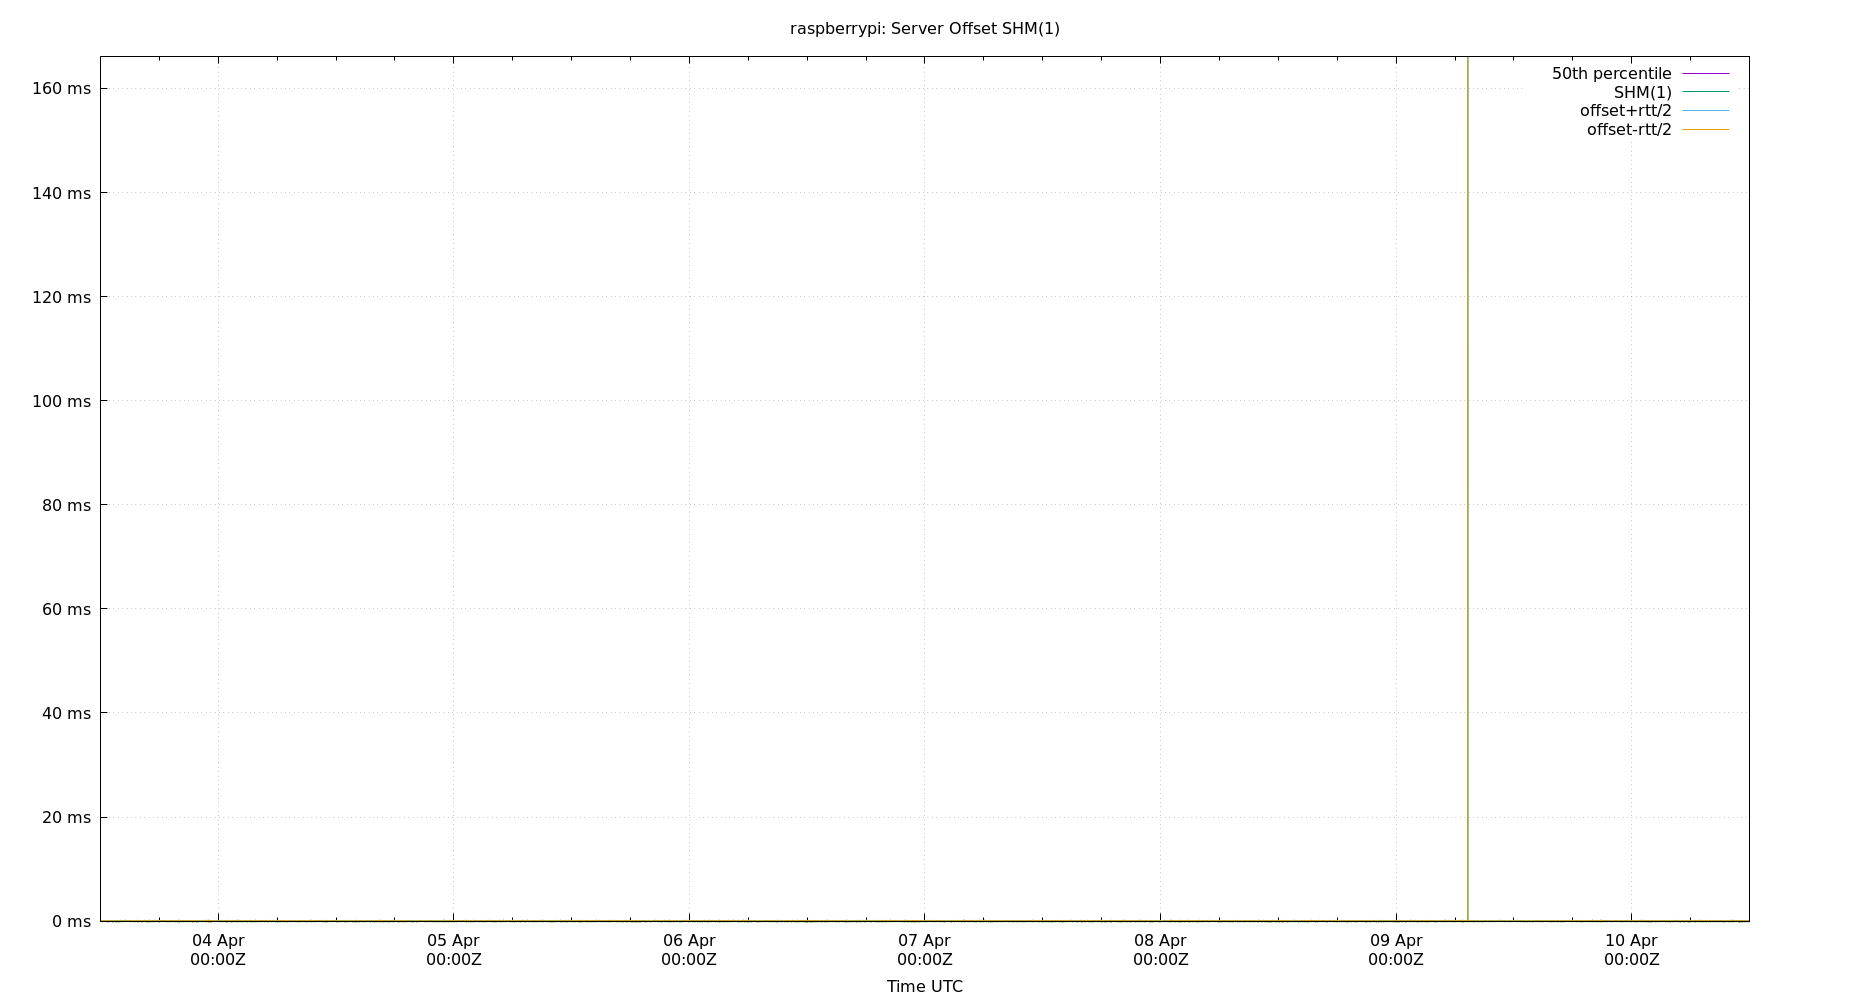 raspberrypi: Server Offset SHM(1)
50th percentile
SHM(1)
offset+rtt/2
offset-rtt/2
160 ms
140 ms
120 ms
100 ms
80 ms
60 ms
40 ms
20 ms
0 ms
04 Apr 05 Apr 06 Apr 07 Apr 08 Apr 09 Apr 10 Apr
00:00Z 00:00Z 00:00Z 00:00Z 00:00Z 00:00Z 00:00Z
Time UTC